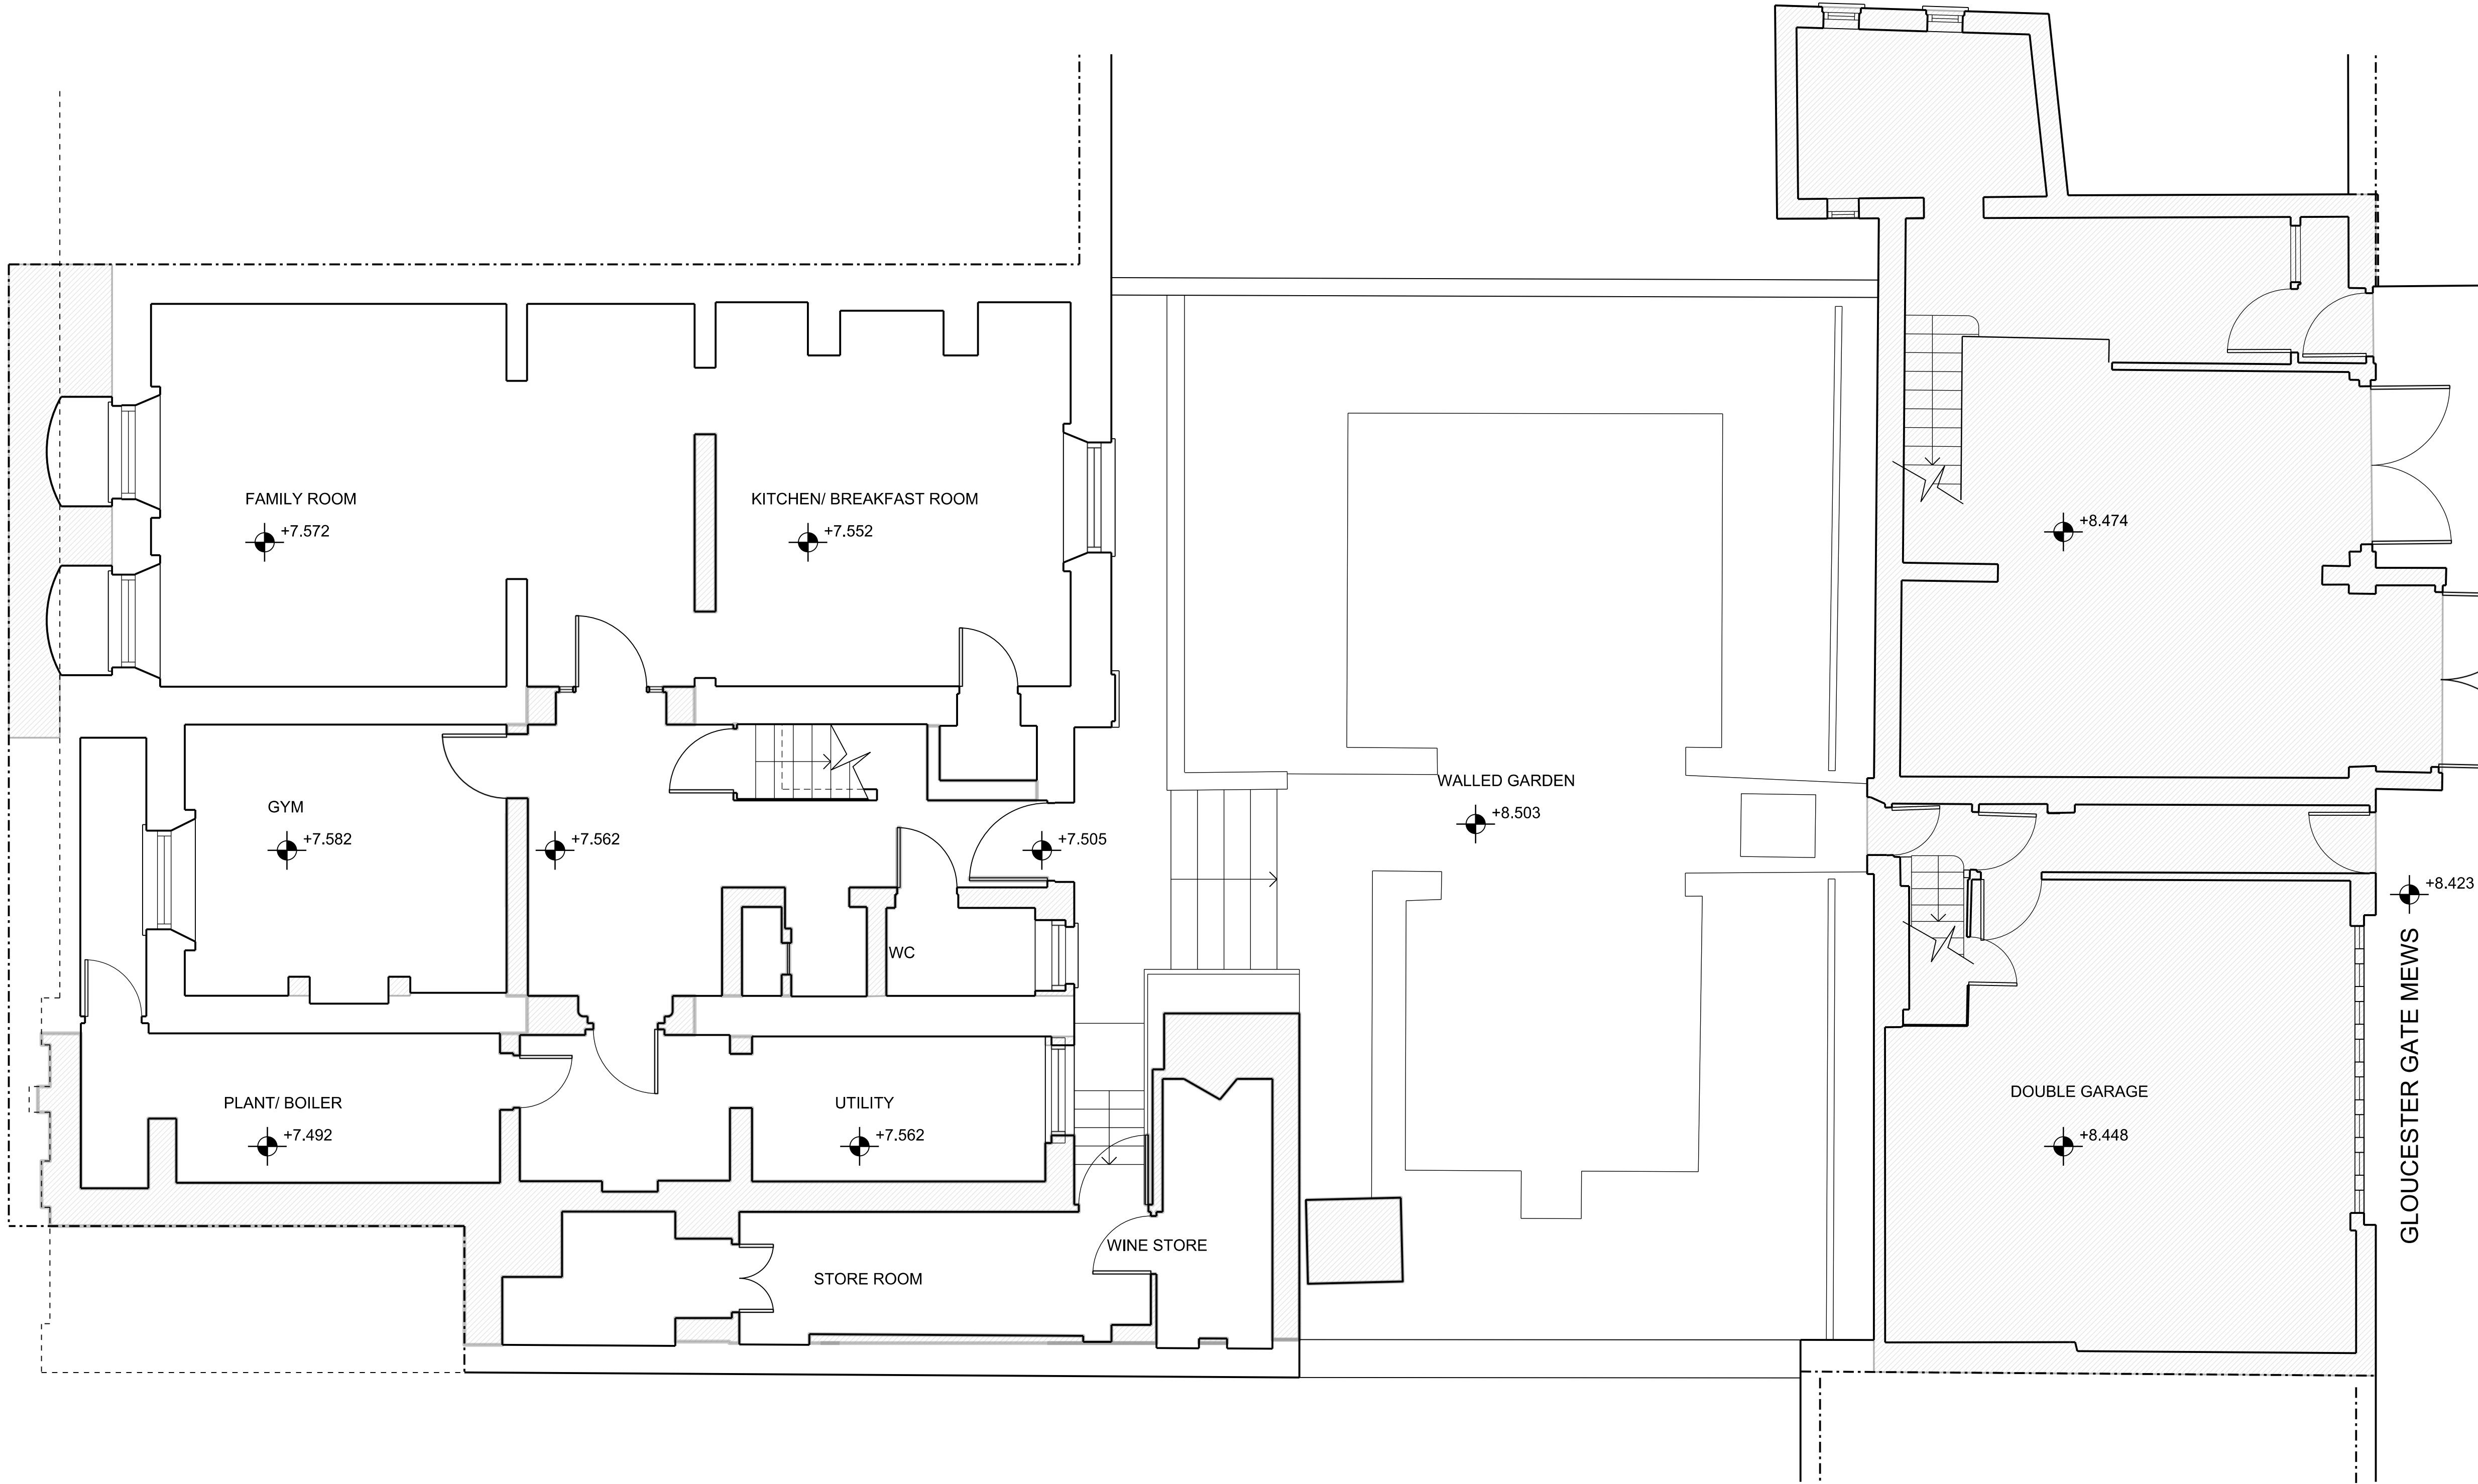 FAMILY ROOM
+7.572
KITCHEN/ BREAKFAST ROOM
+7.552
+8.474
GYM
+7.582
+7.562
+7.505
WALLED GARDEN
+8.503
+8.423
GLOUCESTER GATE MEWS
WC
PLANT/ BOILER
+7.492
UTILITY
+7.562
DOUBLE GARAGE
+8.448
WINE STORE
STORE ROOM